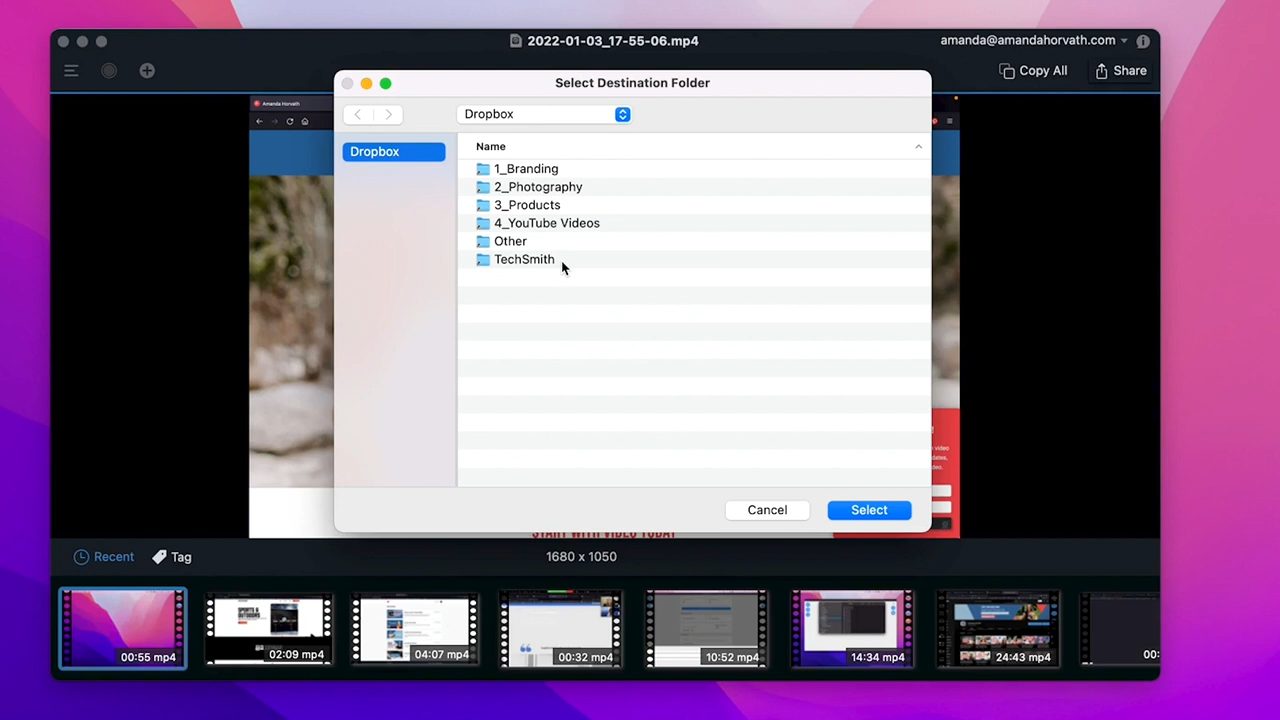 2022-01-03_17-55-06.mp4
amanda@amandahorvath.com
Copy All
Share
Select Destination Folder
Amanda Horvath
Dropbox
Dropbox
Name
1_Branding
2_Photography
3_Products
4_YouTube Videos
Other
TechSmith
Cancel
Select
START WITH VIDEO TODAY
Recent
Tag
1680 x 1050
00:55 mp4
02:09 mp4
04:07 mp4
00:32 mp4
10:52 mp4
14:34 mp4
24:43 mp4
00: